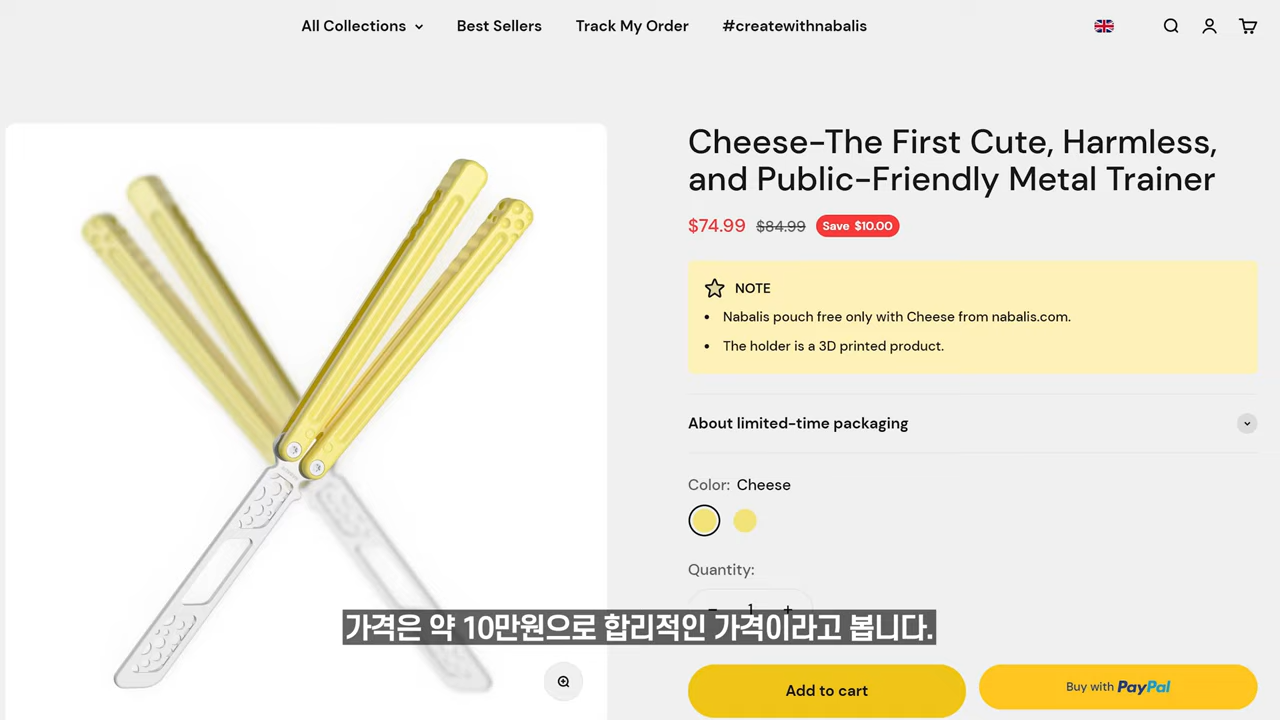 All Collections
Best Sellers
Track My Order
#createwithnabalis
Cheese-The First Cute, Harmless,
and Public-Friendly Metal Trainer
$74.99 $84.99 Save $10.00
NOTE
• Nabalis pouch free only with Cheese from nabalis.com.
• The holder is a 3D printed product.
About limited-time packaging
Color: Cheese
Quantity:
− 1 +
가격은 약 10만원으로 합리적인 가격이라고 봅니다.
Add to cart
Buy with PayPal